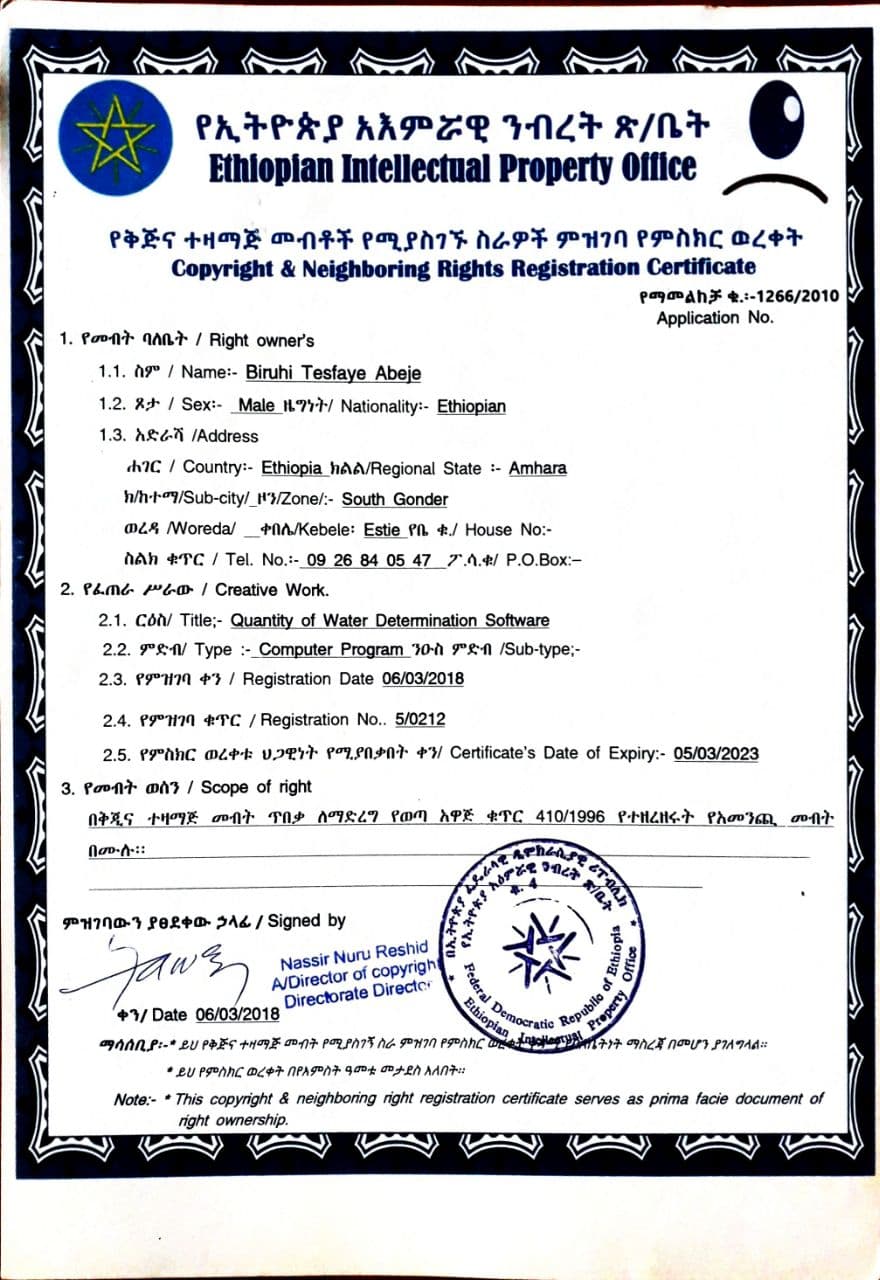 የኢትዮጵያ አእምሯዊ ንብረት ጽ/ቤት
Ethiopian Intellectual Property Office
የቅጅና ተዛማጅ መብቶች የሚያስገኙ ስራዎች ምዝገባ የምስክር ወረቀት
Copyright & Neighboring Rights Registration Certificate
የማመልከቻ ቁ.፡-1266/2010
Application No.
1. የመብት ባለቤት / Right owner's
1.1. ስም / Name፡- Biruhi Tesfaye Abeje
1.2. ጾታ / Sex፡- Male ዜግነት/ Nationality፡- Ethiopian
1.3. አድራሻ /Address
ሐገር / Country፡- Ethiopia ክልል/Regional State ፡- Amhara
ክ/ከተማ/Sub-city/ ዞን/Zone/:- South Gonder
ወረዳ /Woreda/ __ቀበሌ/Kebele፡ Estie የቤ ቁ./ House No:-
ስልክ ቁጥር / Tel. No.፡- 09 26 84 05 47 ፖ.ሳ.ቁ/ P.O.Box:–
2. የፈጠራ ሥራው / Creative Work.
2.1. ርዕስ/ Title;- Quantity of Water Determination Software
2.2. ምድብ/ Type :- Computer Program ንዑስ ምድብ /Sub-type;-
2.3. የምዝገባ ቀን / Registration Date 06/03/2018
2.4. የምዝገባ ቁጥር / Registration No.. 5/0212
2.5. የምስክር ወረቀቱ ህጋዊነት የሚያበቃበት ቀን/ Certificate's Date of Expiry:- 05/03/2023
3. የመብት ወሰን / Scope of right
በቅጂና ተዛማጅ መብት ጥበቃ ለማድረግ የወጣ አዋጅ ቁጥር 410/1996 የተዘረዘሩት የአመንጪ መብት
በሙሉ፡፡
ምዝገባውን ያፀደቀው ኃላፊ / Signed by
Nassir Nuru Reshid
A/Director of copyright
Directorate Director
ቀን/ Date 06/03/2018
በኢትዮጵያ ፌዴራላዊ ዲሞክራሲያዊ ሪፐብሊክ
የኢትዮጵያ አዕምሯዊ ንብረት ጽ/ቤት
ቁ. 4
Federal Democratic Republic of Ethiopia
Ethiopian Intellectual Property Office
ማሳሰቢያ፡-* ይህ የቅጅና ተዛማጅ መብት የሚያስገኝ ስራ ምዝገባ የምስክር ማስረጃ በመሆን ያገለግላል፡፡
* ይህ የምስክር ወረቀት በየአምስት ዓመቱ መታደስ አለበት፡፡
Note:- * This copyright & neighboring right registration certificate serves as prima facie document of
right ownership.